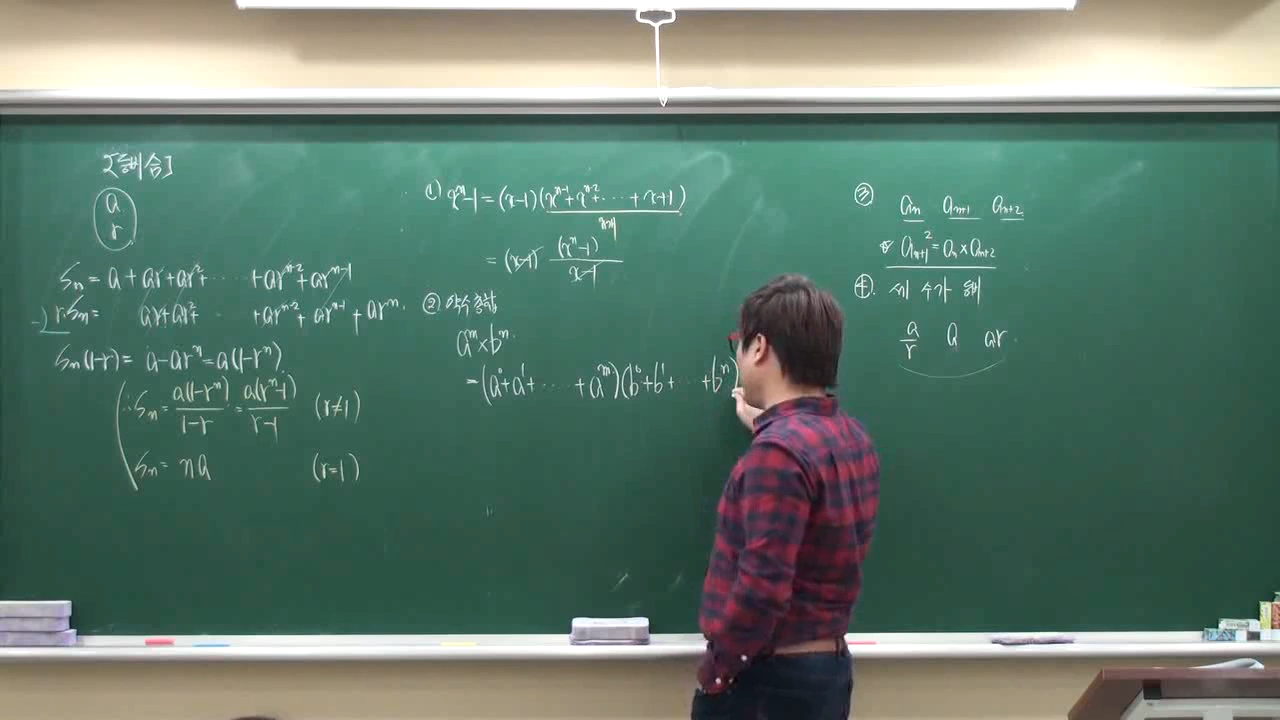 [등비합]
a
r
Sₙ = a + ar + ar² + ····· + arⁿ⁻² + arⁿ⁻¹
-) r·Sₙ = ar + ar² ····· + arⁿ⁻² + arⁿ⁻¹ + arⁿ.
Sₙ(1-r) = a - arⁿ = a(1-rⁿ).
∴ Sₙ = a(1-rⁿ)/(1-r) = a(rⁿ-1)/(r-1) (r≠1)
Sₙ = na (r=1)
1) xⁿ-1 = (x-1)(xⁿ⁻¹+xⁿ⁻²+···+x+1)
= (x-1) (xⁿ-1)/(x-1)
② 약수 총합
aᵐ×bⁿ.
= (a⁰+a¹+·····+aᵐ)(b⁰+b¹+···+bⁿ)
③ aₙ aₙ₊₁ aₙ₊₂
aₙ₊₁² = aₙ × aₙ₊₂
④. 세 수가 등비
a/r a ar